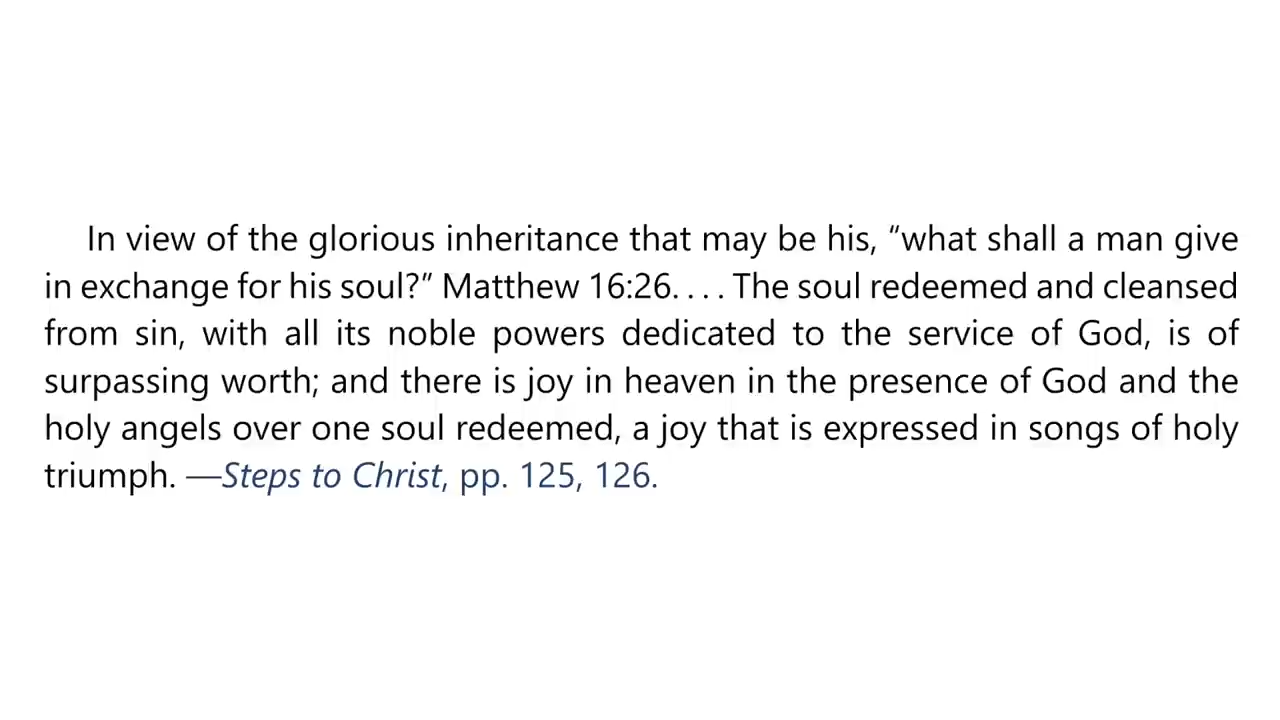 In view of the glorious inheritance that may be his, “what shall a man give
in exchange for his soul?” Matthew 16:26. . . . The soul redeemed and cleansed
from sin, with all its noble powers dedicated to the service of God, is of
surpassing worth; and there is joy in heaven in the presence of God and the
holy angels over one soul redeemed, a joy that is expressed in songs of holy
triumph. —Steps to Christ, pp. 125, 126.